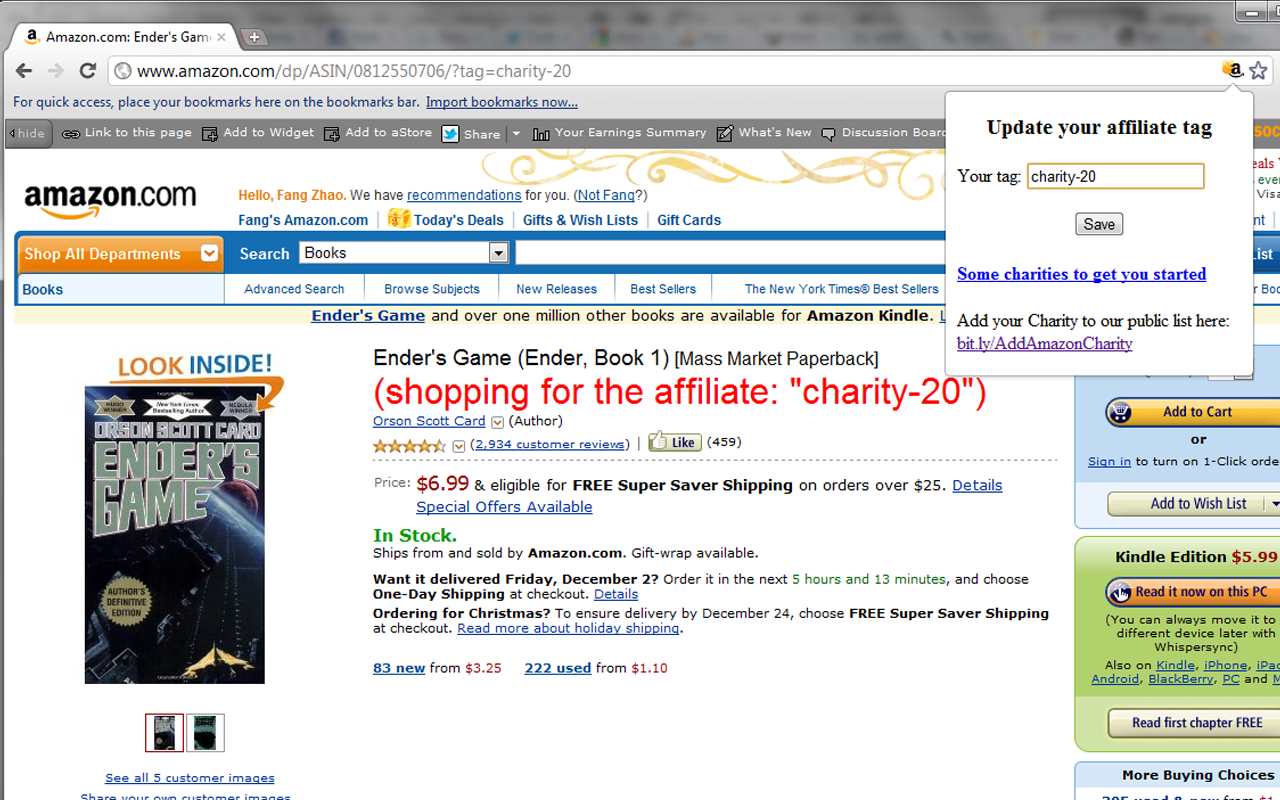 Amazon.com: Ender's Gam
www.amazon.com/dp/ASIN/0812550706/?tag=charity-20
For quick access, place your bookmarks here on the bookmarks bar. Import bookmarks now...
hide Link to this page Add to Widget Add to aStore Share Your Earnings Summary What's New Discussion Boar
Update your affiliate tag
Your tag: charity-20
Save
Some charities to get you started
Add your Charity to our public list here:
bit.ly/AddAmazonCharity
amazon.com
Hello, Fang Zhao. We have recommendations for you. (Not Fang?)
Fang's Amazon.com Today's Deals Gifts & Wish Lists Gift Cards
Shop All Departments Search Books
Books Advanced Search Browse Subjects New Releases Best Sellers The New York Times® Best Sellers
Ender's Game and over one million other books are available for Amazon Kindle.
LOOK INSIDE!
HUGO WINNER New York Times Bestselling Author NEBULA WINNER
ORSON SCOTT CARD
ENDER'S
GAME
AUTHOR'S
DEFINITIVE
EDITION
See all 5 customer images
Share your own customer images
Ender's Game (Ender, Book 1) [Mass Market Paperback]
(shopping for the affiliate: "charity-20")
Orson Scott Card (Author)
(2,934 customer reviews) | Like (459)
Price: $6.99 & eligible for FREE Super Saver Shipping on orders over $25. Details
Special Offers Available
In Stock.
Ships from and sold by Amazon.com. Gift-wrap available.
Want it delivered Friday, December 2? Order it in the next 5 hours and 13 minutes, and choose
One-Day Shipping at checkout. Details
Ordering for Christmas? To ensure delivery by December 24, choose FREE Super Saver Shipping
at checkout. Read more about holiday shipping.
83 new from $3.25 222 used from $1.10
Add to Cart
or
Sign in to turn on 1-Click orde
Add to Wish List
Kindle Edition $5.99
Read it now on this PC
(You can always move it to
different device later with
Whispersync)
Also on Kindle, iPhone, iPa
Android, BlackBerry, PC and M
Read first chapter FREE
More Buying Choices